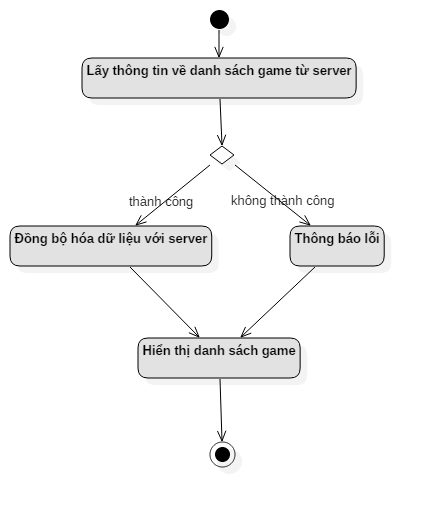 Lấy thông tin về danh sách game từ server
thành công
không thành công
Đồng bộ hóa dữ liệu với server
Thông báo lỗi
Hiển thị danh sách game